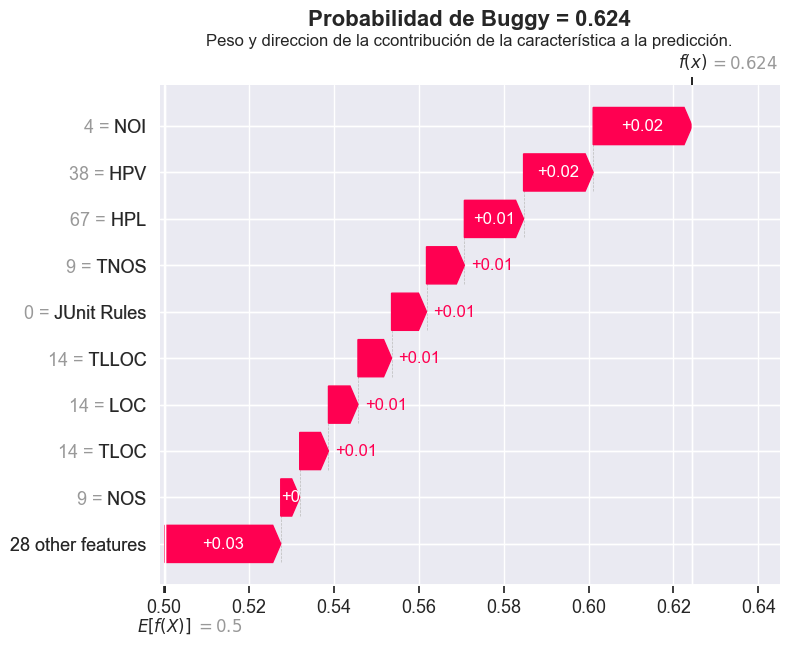 Probabilidad de Buggy = 0.624
Peso y direccion de la ccontribución de la característica a la predicción.
f(x) = 0.624
4 = NOI
+0.02
38 = HPV
+0.02
67 = HPL
+0.01
9 = TNOS
+0.01
0 = JUnit Rules
+0.01
14 = TLLOC
+0.01
14 = LOC
+0.01
14 = TLOC
+0.01
9 = NOS
+0
28 other features
+0.03
0.50 0.52 0.54 0.56 0.58 0.60 0.62 0.64
E[f(X)] = 0.5